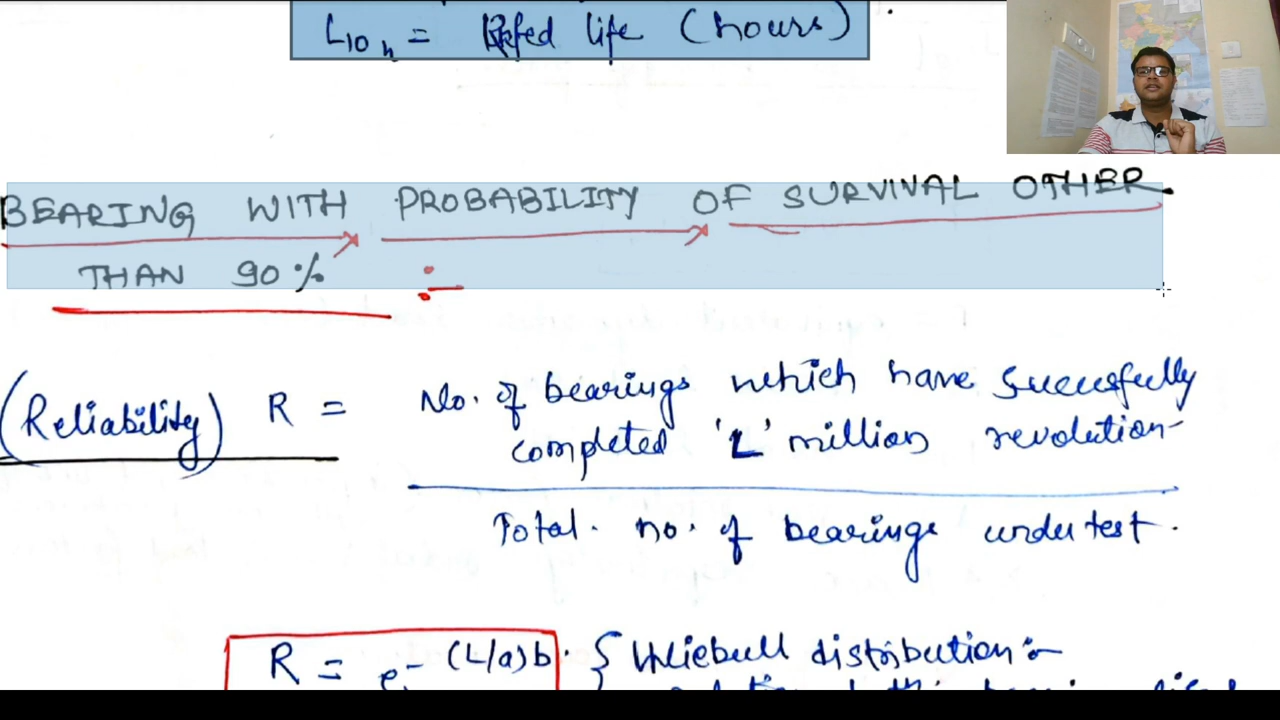 L10h = life (hours)
BEARING WITH PROBABILITY OF SURVIVAL OTHER
THAN 90% :-
(Reliability) R = No. of bearings which have successfully
completed 'L' million revolution-
Total. no. of bearings under test.
R = e^-(L/a)b. { Wiebull distribution :-